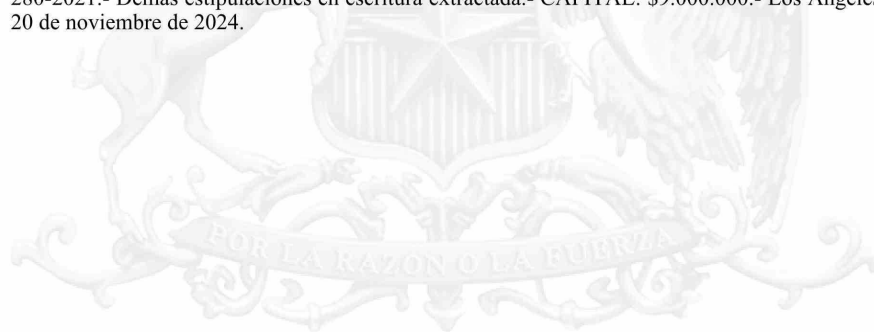 280-2021.- Demás estipulaciones en escritura extractada.- CAPITAL: $9.000.000.- Los Ángeles
20 de noviembre de 2024.
POR LA RAZON O LA FUERZA